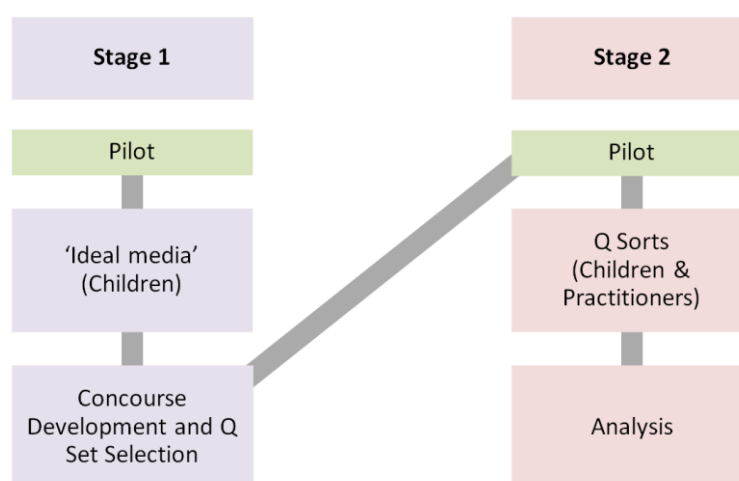 Stage 1
Pilot
‘Ideal media’
(Children)
Concourse
Development and Q
Set Selection
Stage 2
Pilot
Q Sorts
(Children &
Practitioners)
Analysis